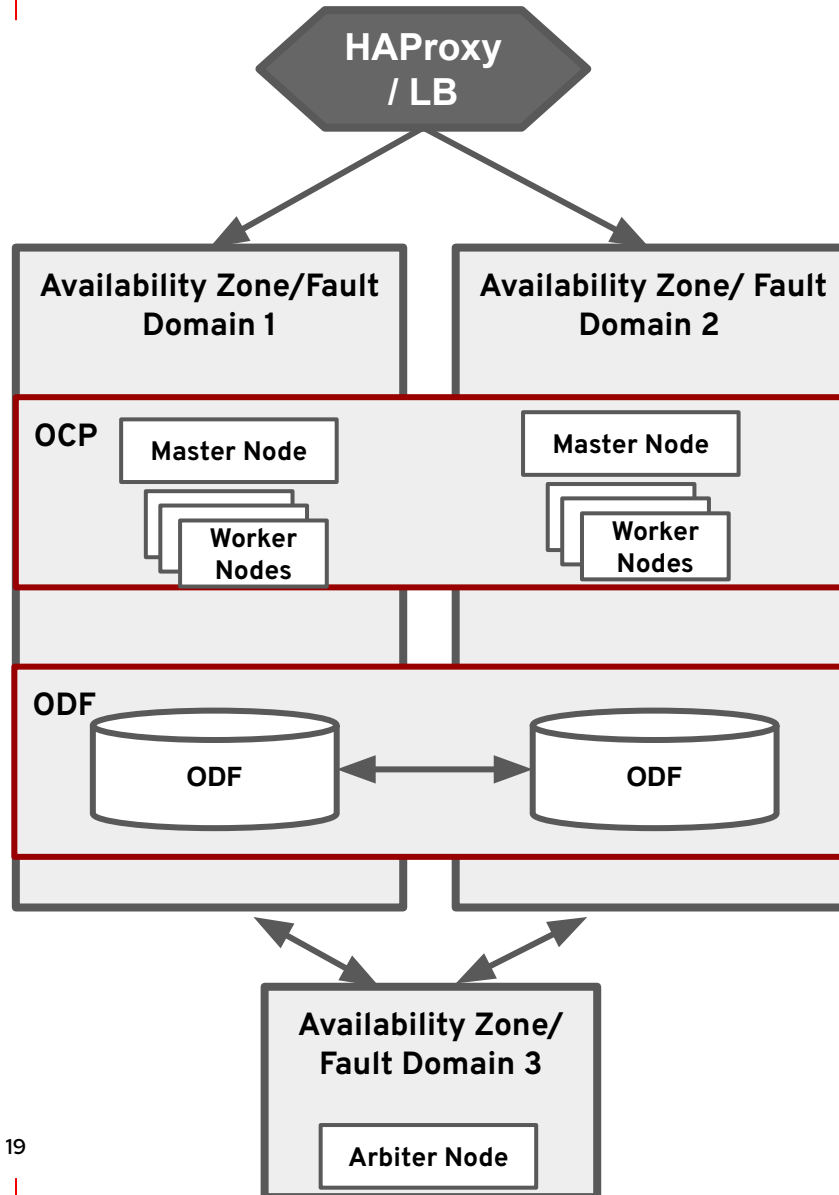 HAProxy
/ LB
Availability Zone/Fault
Domain 1
Availability Zone/ Fault
Domain 2
OCP
Master Node
Worker
Nodes
Master Node
Worker
Nodes
ODF
ODF
ODF
Availability Zone/
Fault Domain 3
Arbiter Node
19